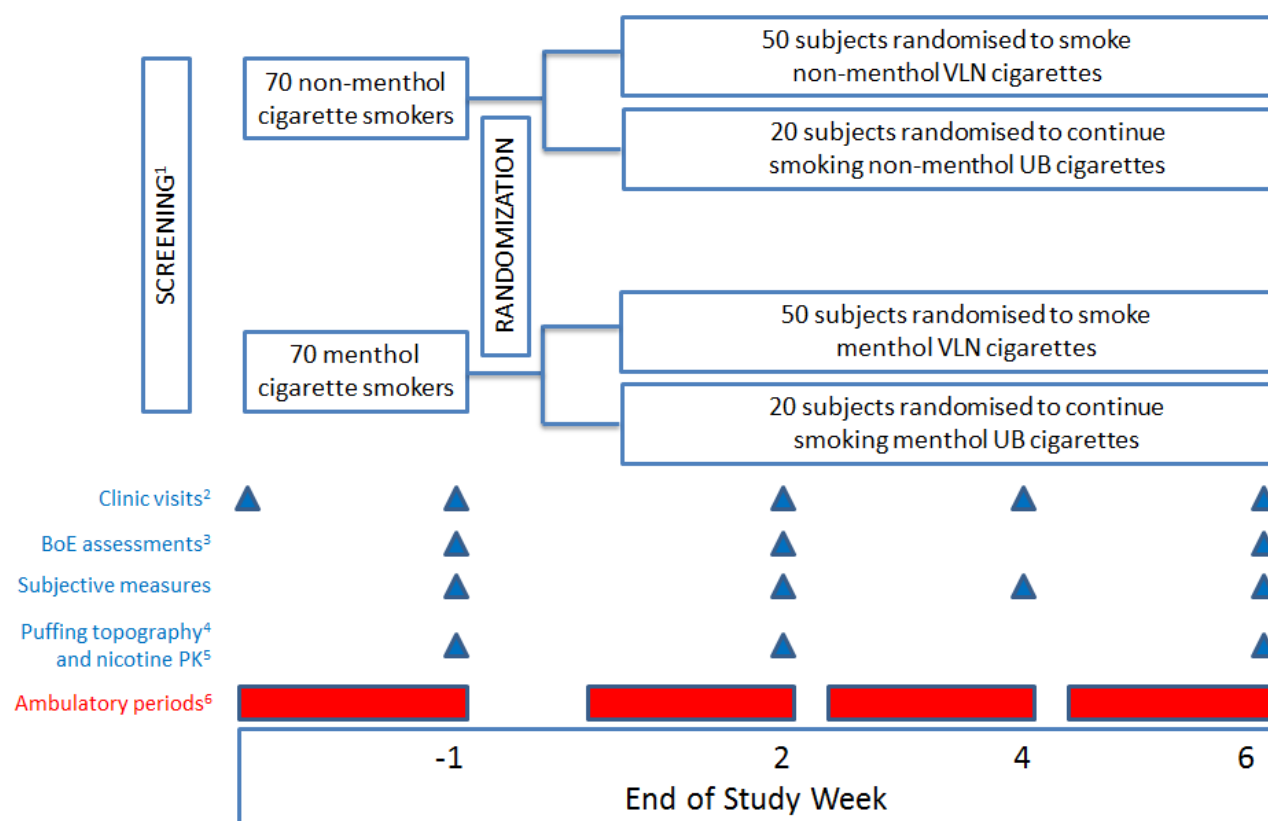 SCREENING¹
70 non-menthol
cigarette smokers
RANDOMIZATION
50 subjects randomised to smoke
non-menthol VLN cigarettes
20 subjects randomised to continue
smoking non-menthol UB cigarettes
70 menthol
cigarette smokers
50 subjects randomised to smoke
menthol VLN cigarettes
20 subjects randomised to continue
smoking menthol UB cigarettes
Clinic visits²
BoE assessments³
Subjective measures
Puffing topography⁴
and nicotine PK⁵
Ambulatory periods⁶
-1 2 4 6
End of Study Week